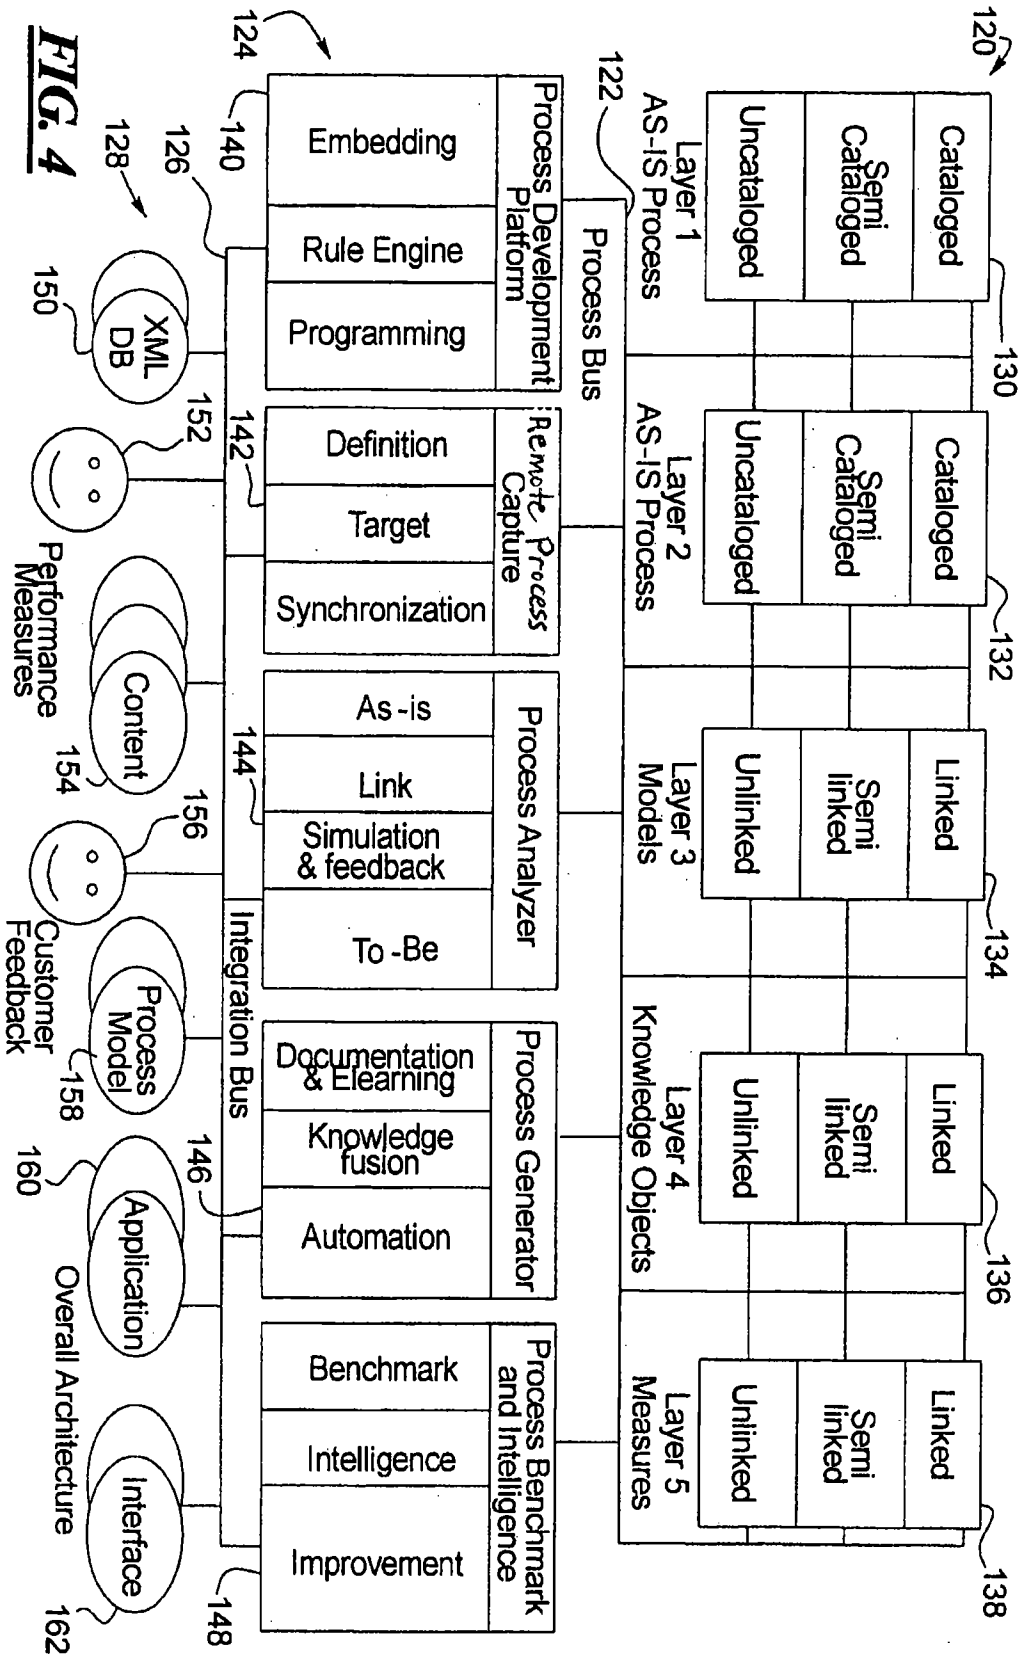 120
130
132
134
136
138
Cataloged
Semi
Cataloged
Uncataloged
Layer 1
AS-IS Process
Cataloged
Semi
Cataloged
Uncataloged
Layer 2
AS-IS Process
Linked
Semi
linked
Unlinked
Layer 3
Models
Linked
Semi
linked
Unlinked
Layer 4
Knowledge Objects
Linked
Semi
linked
Unlinked
Layer 5
Measures
122
Process Bus
124
Process Development
Platform
Embedding
Rule Engine
Programming
140
Remote Process
Capture
Definition
Target
Synchronization
142
Process Analyzer
As-is
Link
Simulation
& feedback
To-Be
144
Process Generator
Documentation
& Elearning
Knowledge
fusion
Automation
146
Process Benchmark
and Intelligence
Benchmark
Intelligence
Improvement
148
126
Integration Bus
128
XML
DB
150
152
Performance
Measures
Content
154
156
Customer
Feedback
Process
Model
158
Application
160
Interface
162
Overall Architecture
FIG. 4